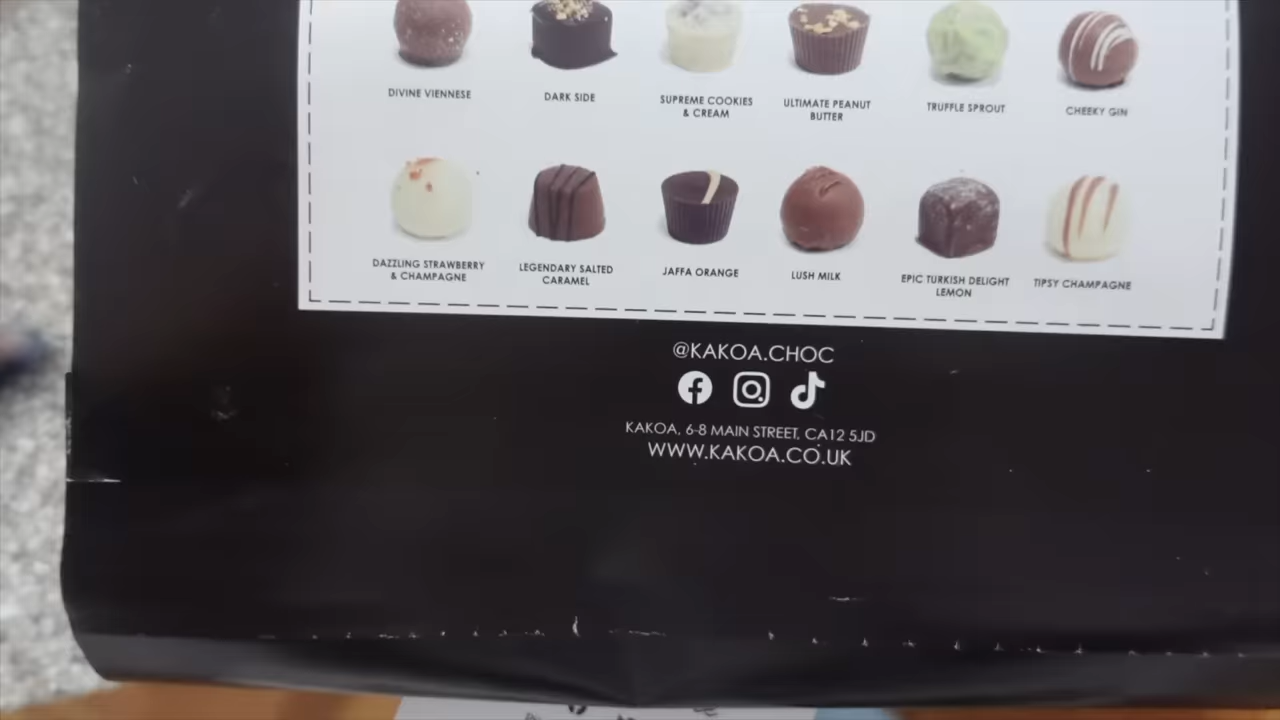 DIVINE VIENNESE
DARK SIDE
SUPREME COOKIES
& CREAM
ULTIMATE PEANUT
BUTTER
TRUFFLE SPROUT
CHEEKY GIN
DAZZLING STRAWBERRY
& CHAMPAGNE
LEGENDARY SALTED
CARAMEL
JAFFA ORANGE
LUSH MILK
EPIC TURKISH DELIGHT
LEMON
TIPSY CHAMPAGNE
@KAKOA.CHOC
KAKOA, 6-8 MAIN STREET, CA12 5JD
WWW.KAKOA.CO.UK